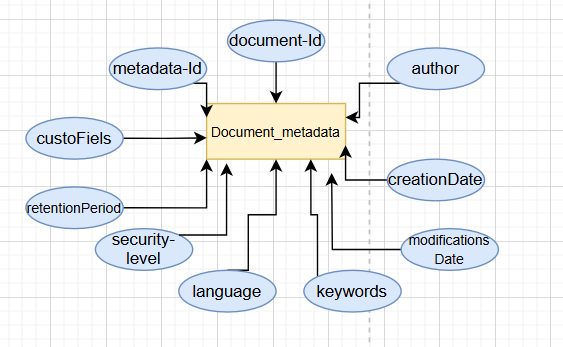 document-Id
metadata-Id
author
Document_metadata
custoFiels
creationDate
retentionPeriod
security-
level
modifications
Date
language
keywords